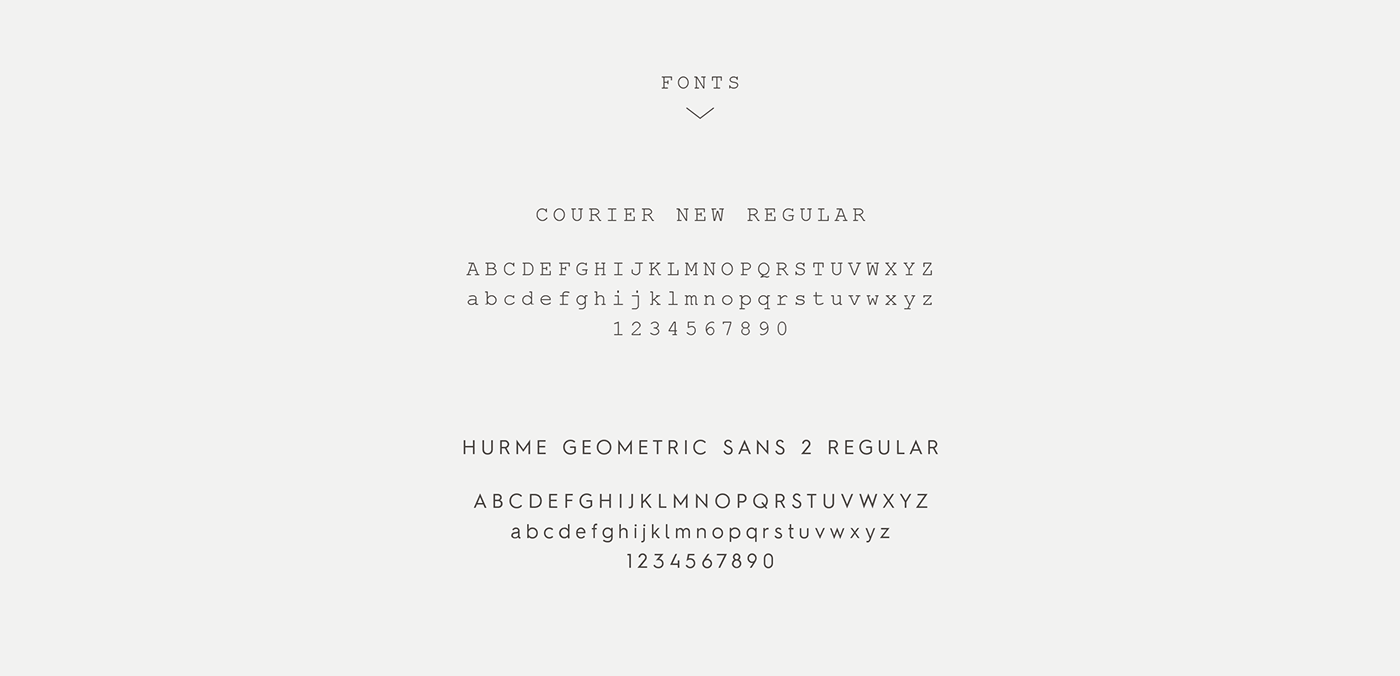 FONTS
COURIER NEW REGULAR
ABCDEFGHIJKLMNOPQRSTUVWXYZ
abcdefghijklmnopqrstuvwxyz
1234567890
HURME GEOMETRIC SANS 2 REGULAR
ABCDEFGHIJKLMNOPQRSTUVWXYZ
abcdefghijklmnopqrstuvwxyz
1234567890